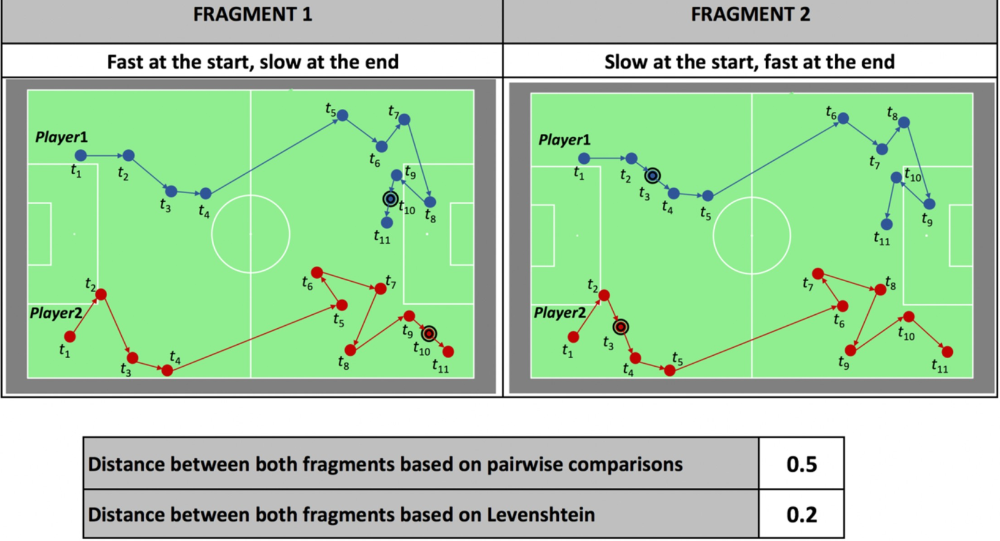 FRAGMENT 1
FRAGMENT 2
Fast at the start, slow at the end
Slow at the start, fast at the end
Player1
t1
t2
t3
t4
t5
t6
t7
t8
t9
t10
t11
Player2
t1
t2
t3
t4
t5
t6
t7
t8
t9
t10
t11
Player1
t1
t2
t3
t4
t5
t6
t7
t8
t9
t10
t11
Player2
t1
t2
t3
t4
t5
t6
t7
t8
t9
t10
t11
Distance between both fragments based on pairwise comparisons 0.5
Distance between both fragments based on Levenshtein 0.2